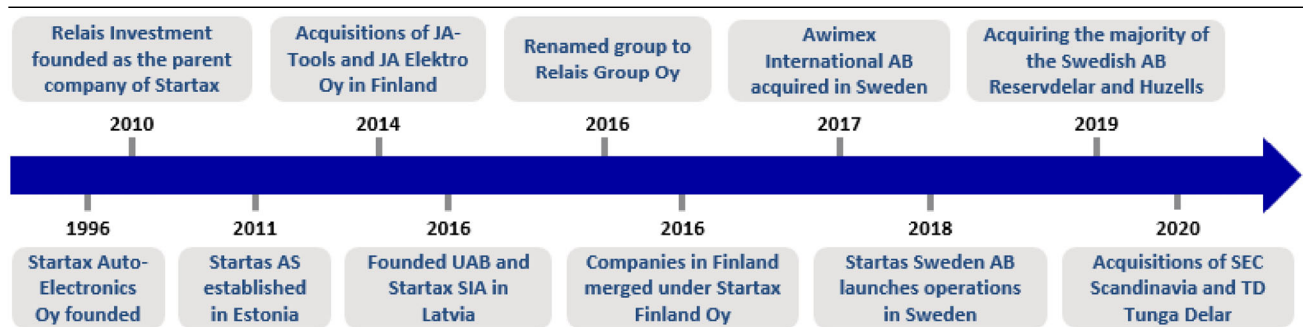 Relais Investment
founded as the parent
company of Startax
Acquisitions of JA-
Tools and JA Elektro
Oy in Finland
Renamed group to
Relais Group Oy
Awimex
International AB
acquired in Sweden
Acquiring the majority of
the Swedish AB
Reservdelar and Huzells
2010
2014
2016
2017
2019
1996
2011
2016
2016
2018
2020
Startax Auto-
Electronics
Oy founded
Startas AS
established
in Estonia
Founded UAB and
Startax SIA in
Latvia
Companies in Finland
merged under Startax
Finland Oy
Startas Sweden AB
launches operations
in Sweden
Acquisitions of SEC
Scandinavia and TD
Tunga Delar